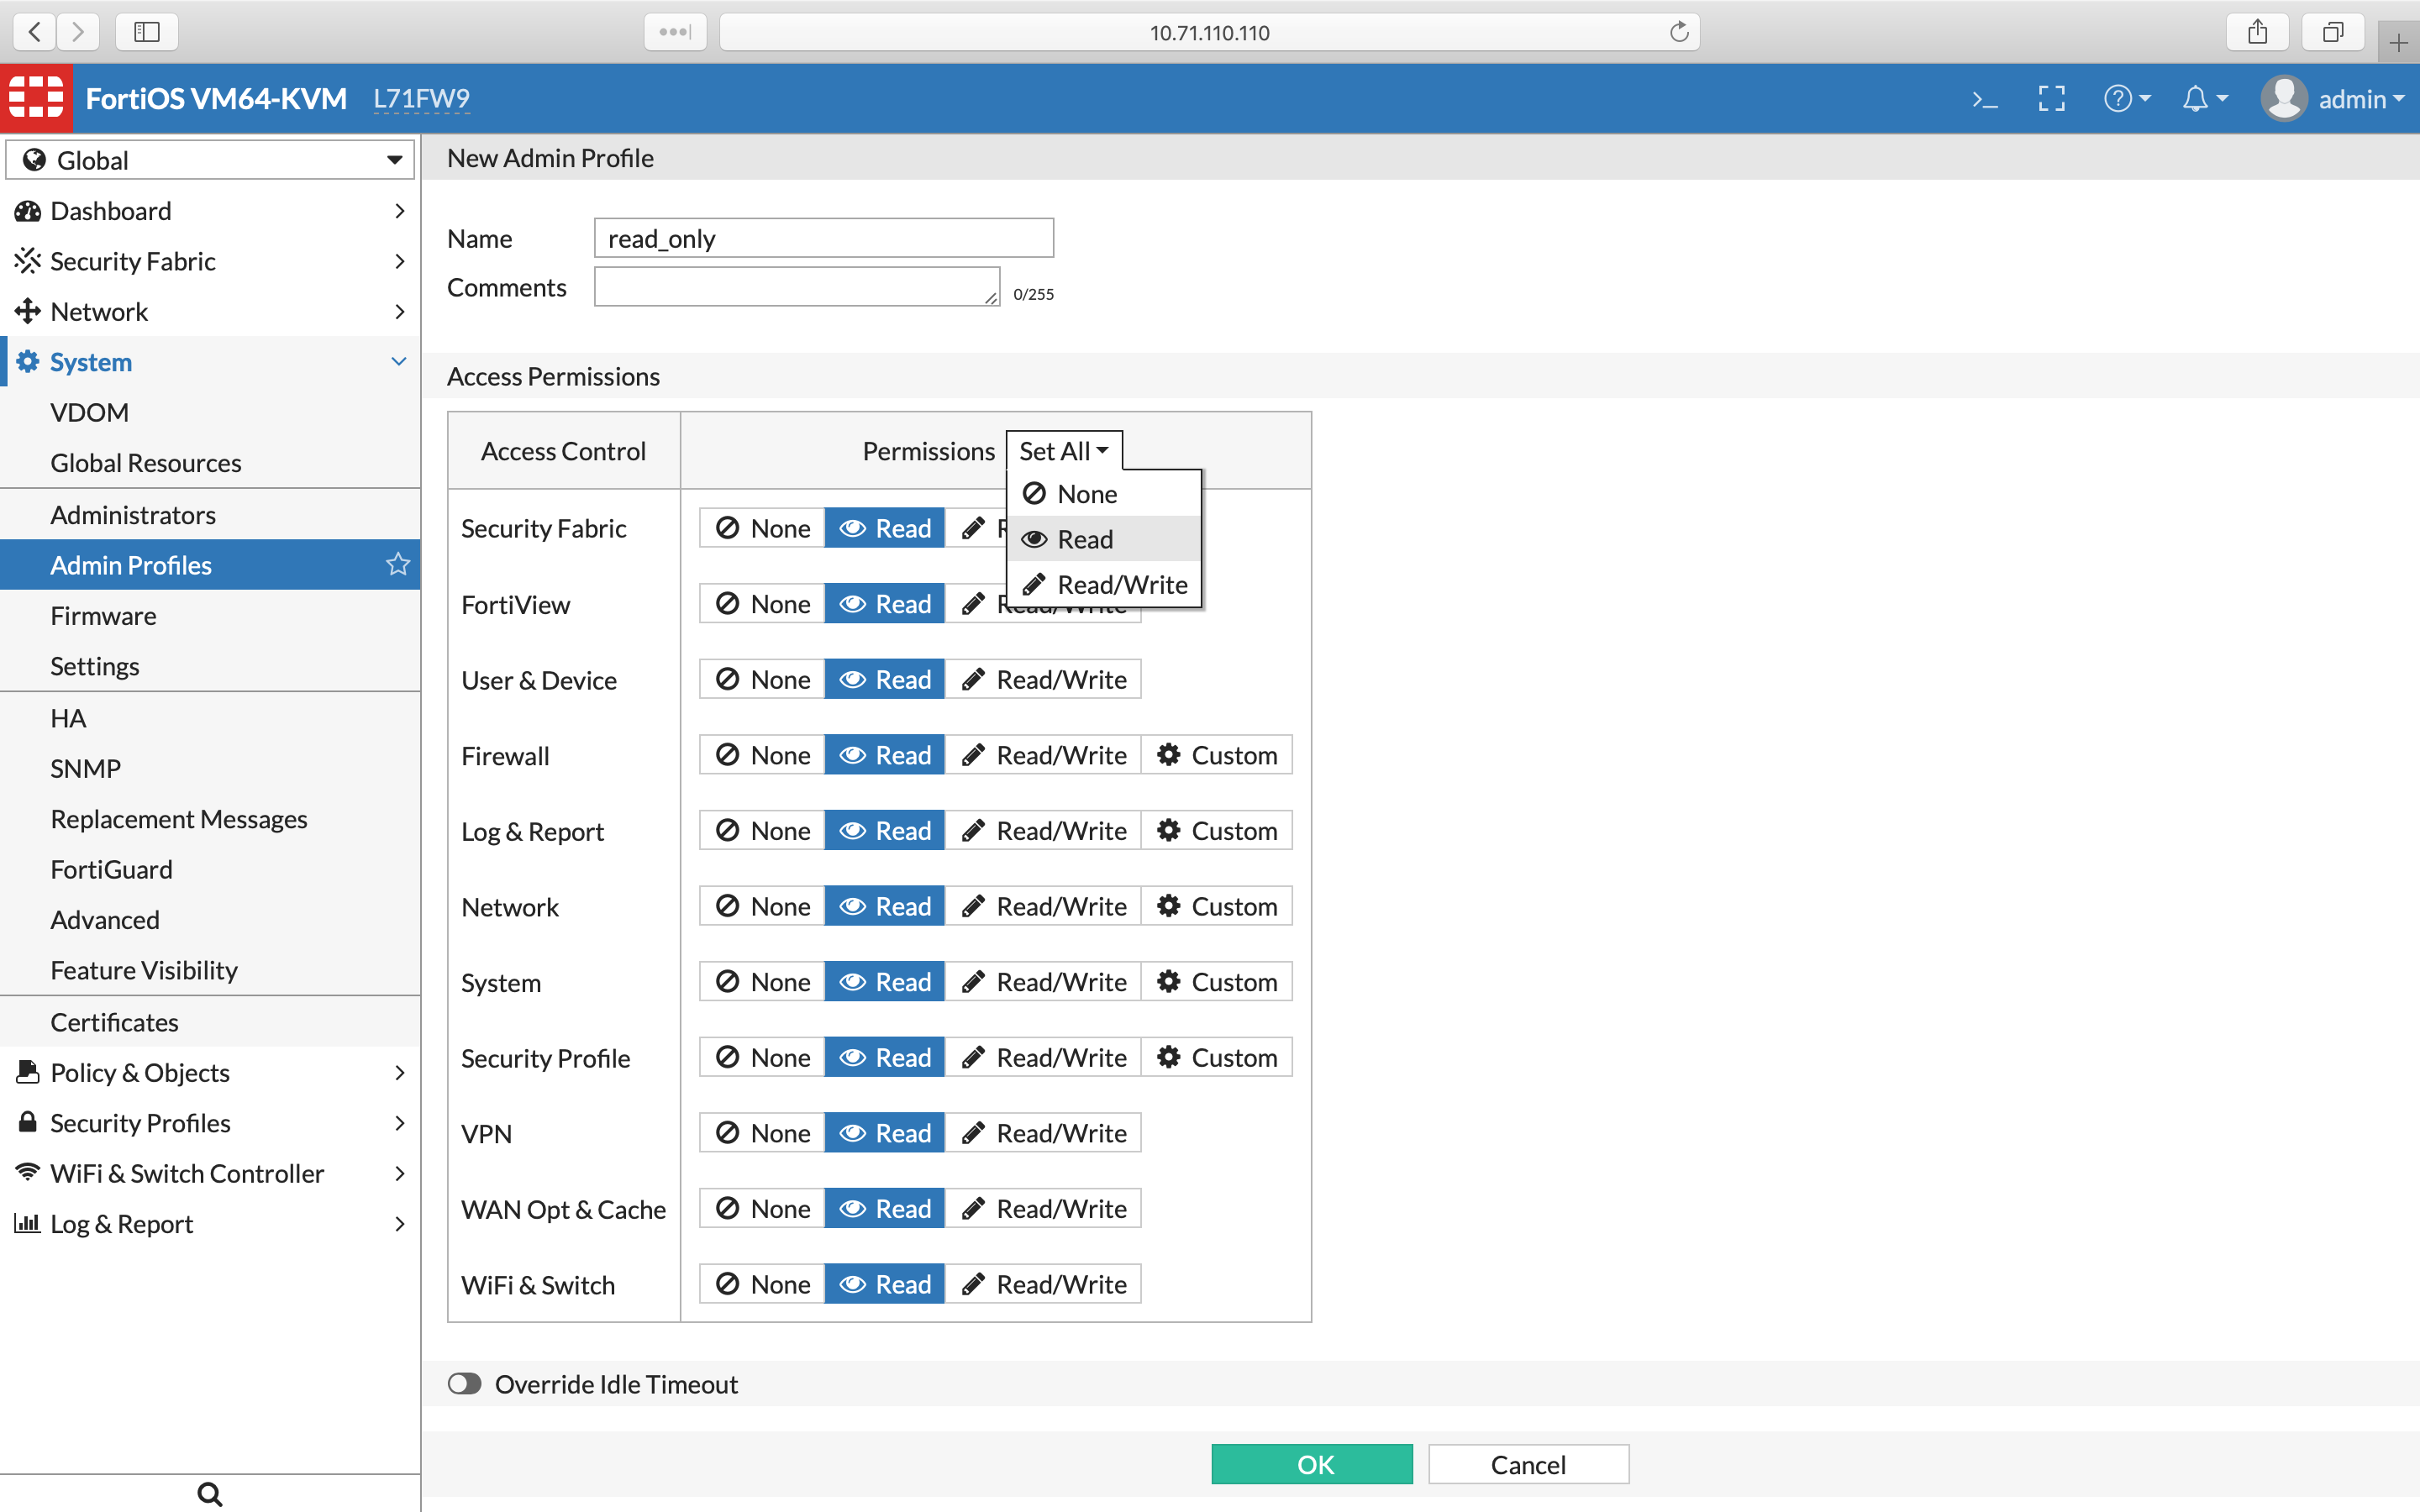 10.71.110.110
FortiOS VM64-KVM L71FW9
admin
Global
Dashboard
Security Fabric
Network
System
VDOM
Global Resources
Administrators
Admin Profiles
Firmware
Settings
HA
SNMP
Replacement Messages
FortiGuard
Advanced
Feature Visibility
Certificates
Policy & Objects
Security Profiles
WiFi & Switch Controller
Log & Report
New Admin Profile
Name read_only
Comments 0/255
Access Permissions
Access Control Permissions Set All
None
Read
Read/Write
Security Fabric None Read
FortiView None Read Read/Write
User & Device None Read Read/Write
Firewall None Read Read/Write Custom
Log & Report None Read Read/Write Custom
Network None Read Read/Write Custom
System None Read Read/Write Custom
Security Profile None Read Read/Write Custom
VPN None Read Read/Write
WAN Opt & Cache None Read Read/Write
WiFi & Switch None Read Read/Write
Override Idle Timeout
OK Cancel